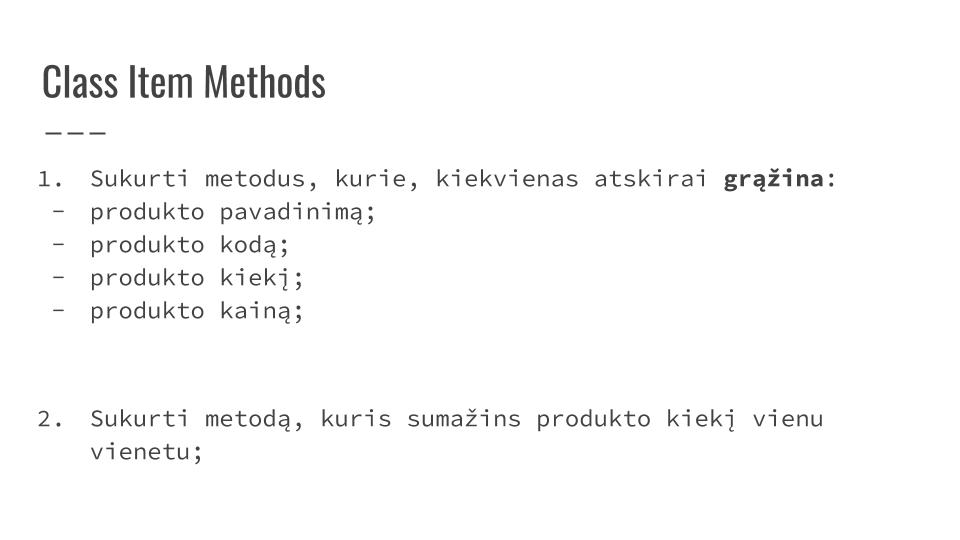 Class Item Methods
1. Sukurti metodus, kurie, kiekvienas atskirai grąžina:
- produkto pavadinimą;
- produkto kodą;
- produkto kiekį;
- produkto kainą;
2. Sukurti metodą, kuris sumažins produkto kiekį vienu
vienetu;